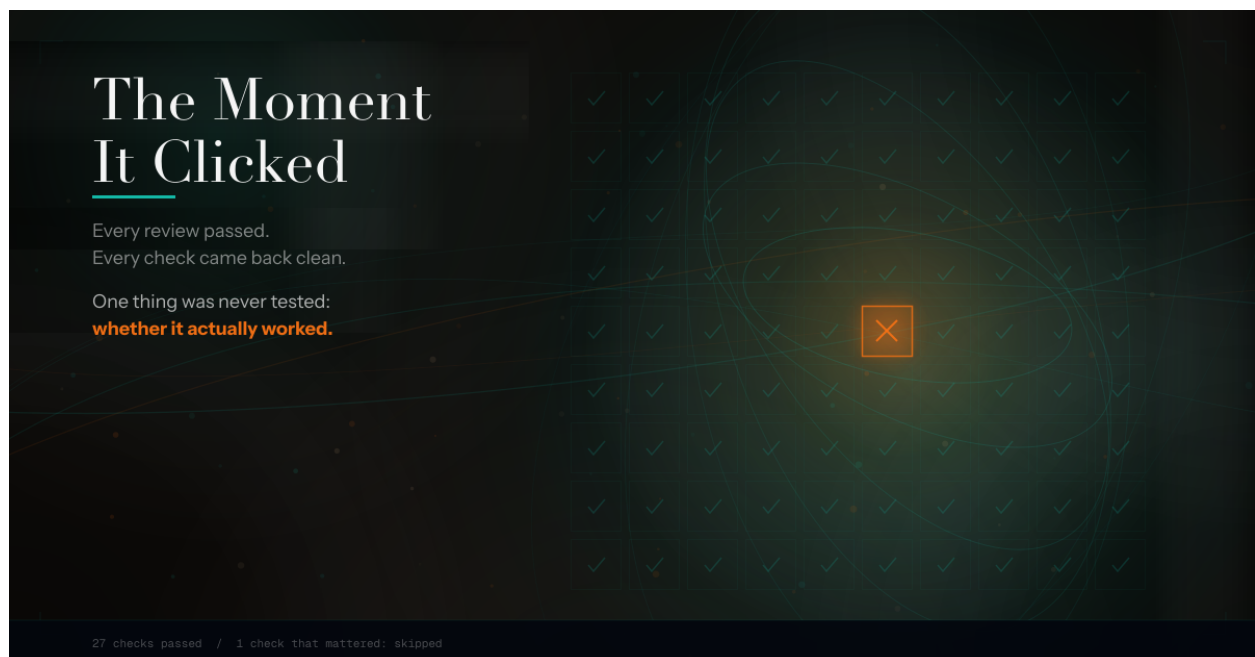 The Moment
It Clicked
Every review passed.
Every check came back clean.
One thing was never tested:
whether it actually worked.
27 checks passed / 1 check that mattered: skipped